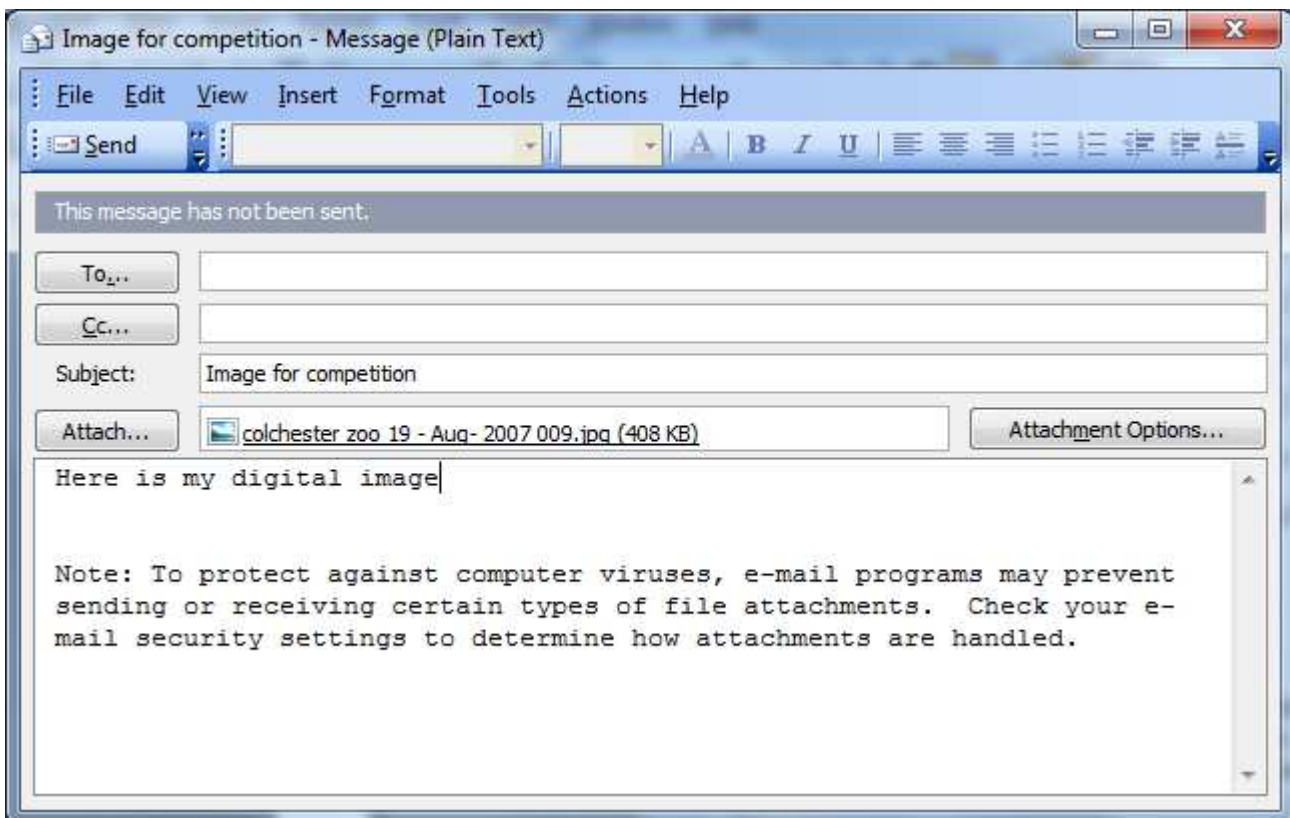 Image for competition - Message (Plain Text)
File Edit View Insert Format Tools Actions Help
Send A B I U
This message has not been sent.
To...
Cc...
Subject: Image for competition
Attach... colchester zoo 19 - Aug- 2007 009.jpg (408 KB) Attachment Options...
Here is my digital image
Note: To protect against computer viruses, e-mail programs may prevent
sending or receiving certain types of file attachments.  Check your e-
mail security settings to determine how attachments are handled.